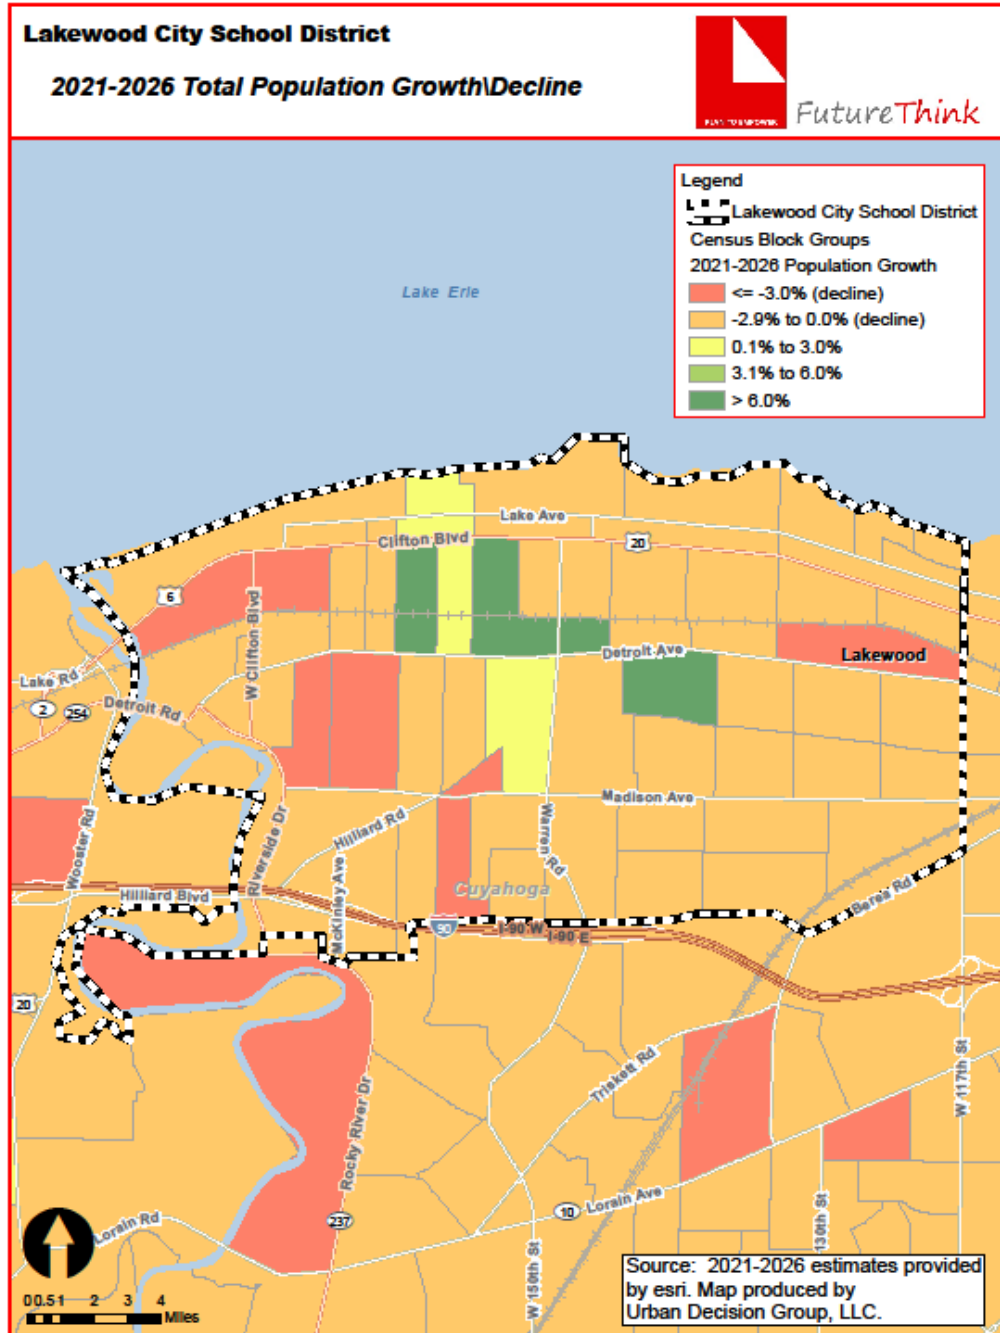 Lakewood City School District
2021-2026 Total Population Growth\Decline
PLAN TO EMPOWER
FutureThink
Legend
Lakewood City School District
Census Block Groups
2021-2026 Population Growth
<= -3.0% (decline)
-2.9% to 0.0% (decline)
0.1% to 3.0%
3.1% to 6.0%
> 6.0%
Lake Erie
Lake Ave
Clifton Blvd
20
6
W Clifton Blvd
Detroit Ave
Lakewood
Lake Rd
2
254
Detroit Rd
Madison Ave
Wooster Rd
Riverside Dr
Hilliard Rd
Warren Rd
McKinley Ave
Cuyahoga
Hilliard Blvd
Berea Rd
90
I-90 W
I-90 E
20
Triskett Rd
W 117th St
Rocky River Dr
Lorain Rd
237
10
Lorain Ave
130th St
W 150th St
0 0.5 1 2 3 4
Miles
Source: 2021-2026 estimates provided
by esri. Map produced by
Urban Decision Group, LLC.